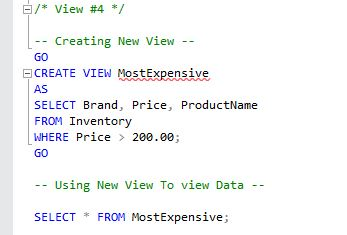 /* View #4 */
-- Creating New View --
GO
CREATE VIEW MostExpensive
AS
SELECT Brand, Price, ProductName
FROM Inventory
WHERE Price > 200.00;
GO
-- Using New View To view Data --
SELECT * FROM MostExpensive;